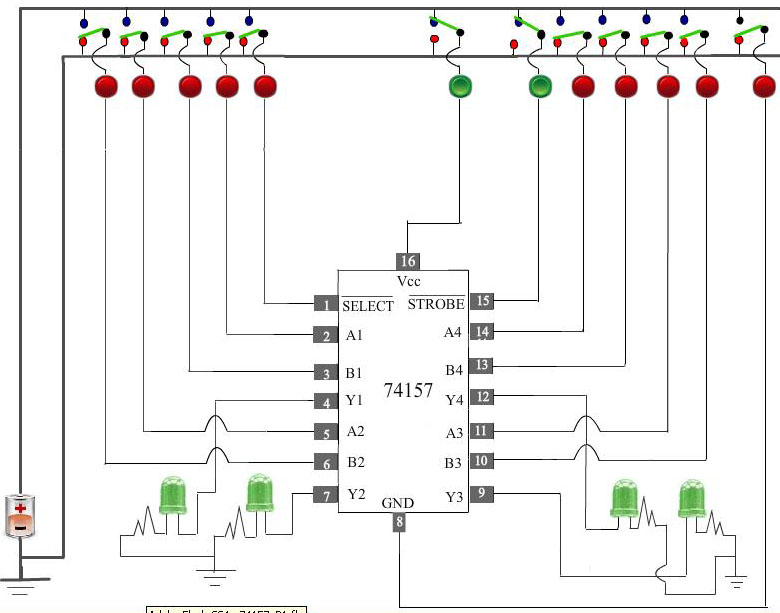 16
Vcc
1 SELECT STROBE 15
2 A1 A4 14
3 B1 B4 13
74157
4 Y1 Y4 12
5 A2 A3 11
6 B2 B3 10
7 Y2 Y3 9
GND
8